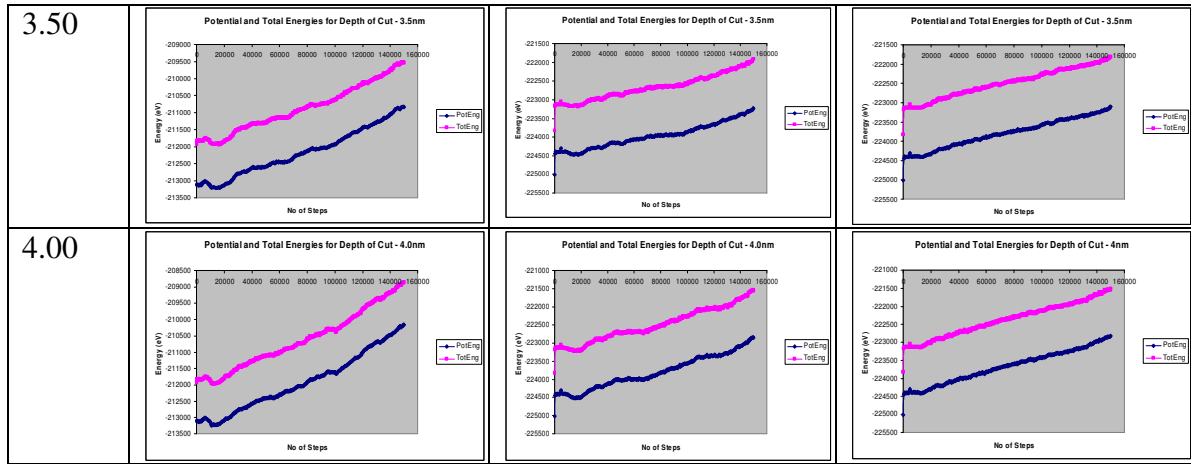 3.50
Potential and Total Energies for Depth of Cut - 3.5nm
-209000
0 20000 40000 60000 80000 100000 120000 140000 160000
-209500
-210000
-210500
-211000
-211500
-212000
-212500
-213000
-213500
Energy (eV)
No of Steps
PotEng
TotEng
Potential and Total Energies for Depth of Cut - 3.5nm
-221500
0 20000 40000 60000 80000 100000 120000 140000 160000
-222000
-222500
-223000
-223500
-224000
-224500
-225000
-225500
Energy (eV)
No of Steps
PotEng
TotEng
Potential and Total Energies for Depth of Cut - 3.5nm
-221500
0 20000 40000 60000 80000 100000 120000 140000 160000
-222000
-222500
-223000
-223500
-224000
-224500
-225000
-225500
Energy (eV)
No of Steps
PotEng
TotEng
4.00
Potential and Total Energies for Depth of Cut - 4.0nm
-208500
0 20000 40000 60000 80000 100000 120000 140000 160000
-209000
-209500
-210000
-210500
-211000
-211500
-212000
-212500
-213000
-213500
Energy (eV)
No of Steps
PotEng
TotEng
Potential and Total Energies for Depth of Cut - 4.0nm
-221000
0 20000 40000 60000 80000 100000 120000 140000 160000
-221500
-222000
-222500
-223000
-223500
-224000
-224500
-225000
-225500
Energy (eV)
No of Steps
PotEng
TotEng
Potential and Total Energies for Depth of Cut - 4nm
-221000
0 20000 40000 60000 80000 100000 120000 140000 160000
-221500
-222000
-222500
-223000
-223500
-224000
-224500
-225000
-225500
Energy (eV)
No of Steps
PotEng
TotEng